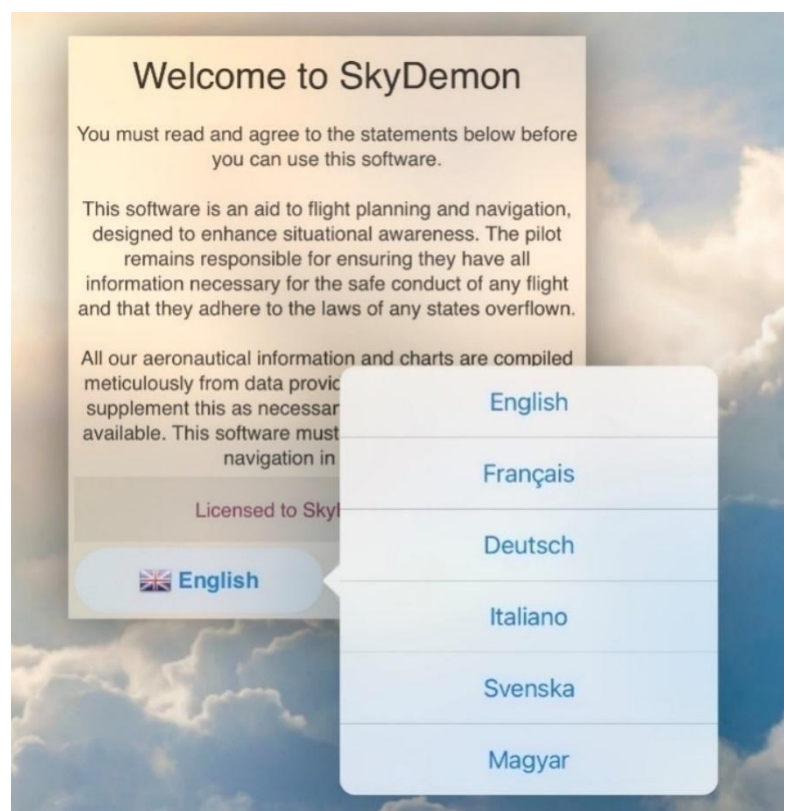 Welcome to SkyDemon
You must read and agree to the statements below before
you can use this software.
This software is an aid to flight planning and navigation,
designed to enhance situational awareness. The pilot
remains responsible for ensuring they have all
information necessary for the safe conduct of any flight
and that they adhere to the laws of any states overflown.
All our aeronautical information and charts are compiled
meticulously from data
supplement this as
available. This software must
navigation in
Licensed to
English
English
Français
Deutsch
Italiano
Svenska
Magyar